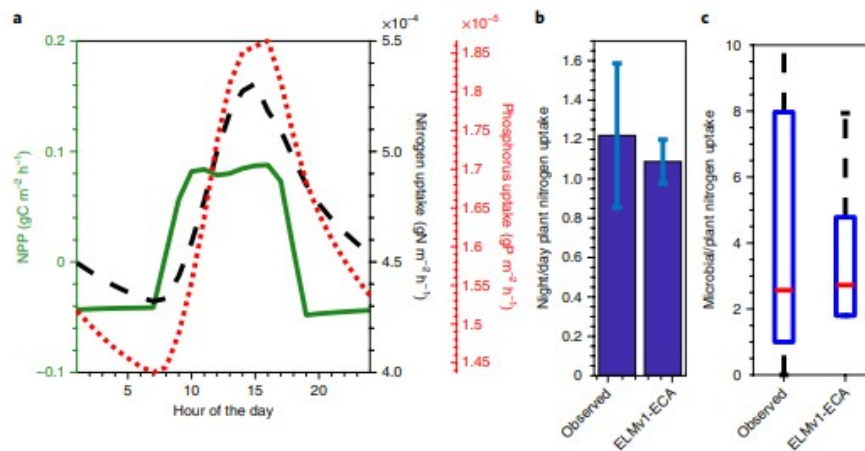 a
×10⁻⁴
×10⁻⁵
b
c
0.2
0.1
0
−0.1
NPP (gC m⁻² h⁻¹)
5
10
15
20
Hour of the day
5.5
5.0
4.5
4.0
Nitrogen uptake (gN m⁻² h⁻¹)
1.85
1.8
1.75
1.7
1.65
1.6
1.55
1.5
1.45
Phosphorus uptake (gP m⁻² h⁻¹)
1.6
1.4
1.2
1.0
0.8
0.6
0.4
0.2
0
Night/day plant nitrogen uptake
Observed
ELMv1-ECA
10
8
6
4
2
0
Microbial/plant nitrogen uptake
Observed
ELMv1-ECA